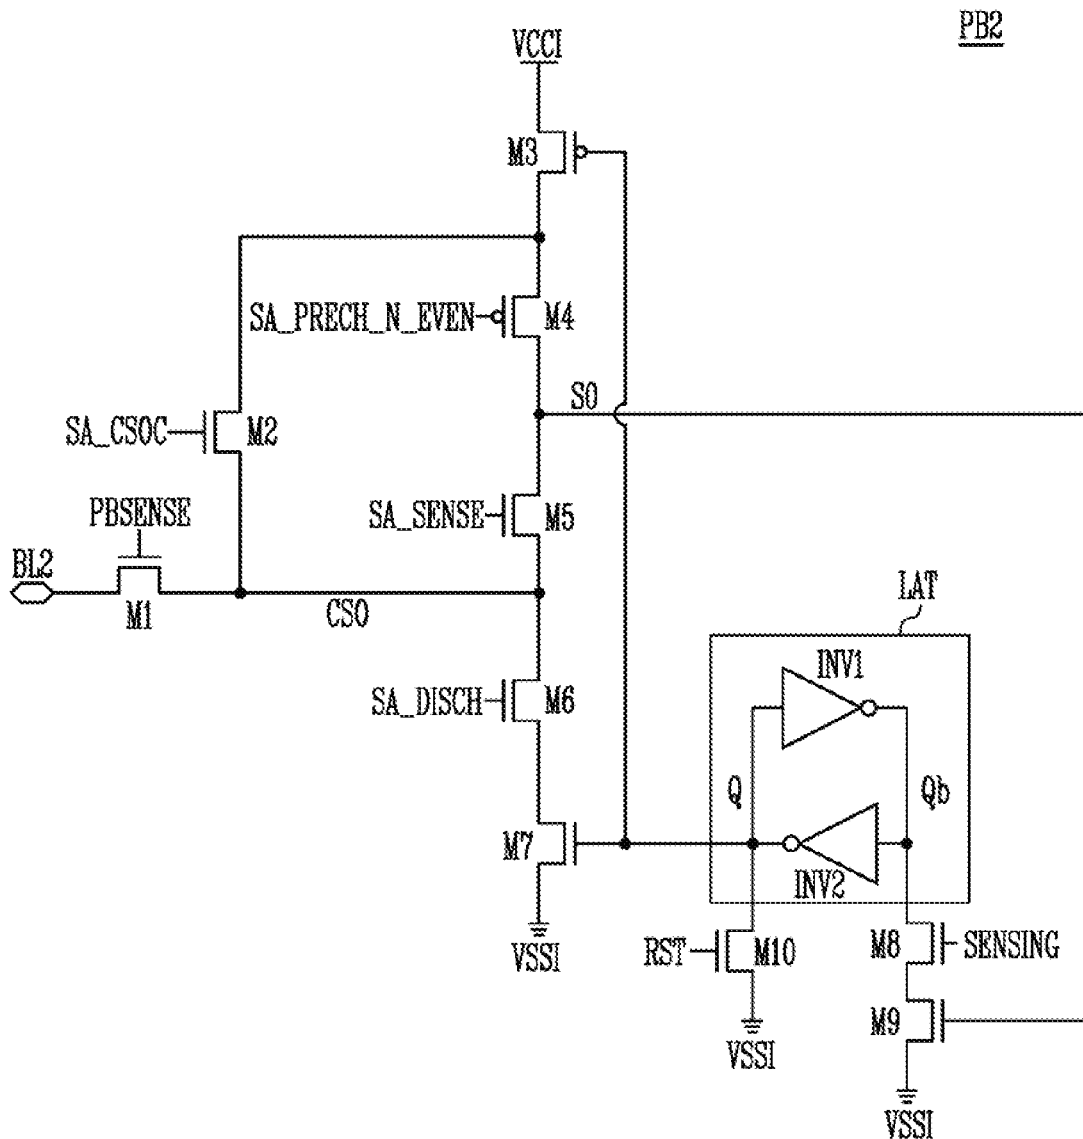 PB2
VCCI
M3
SA_PRECH_N_EVEN
M4
SO
SA_CSOC
M2
PBSENSE
SA_SENSE
M5
BL2
M1
CSO
LAT
INV1
SA_DISCH
M6
Q
Qb
M7
INV2
VSSI
RST
M10
M8
SENSING
M9
VSSI
VSSI